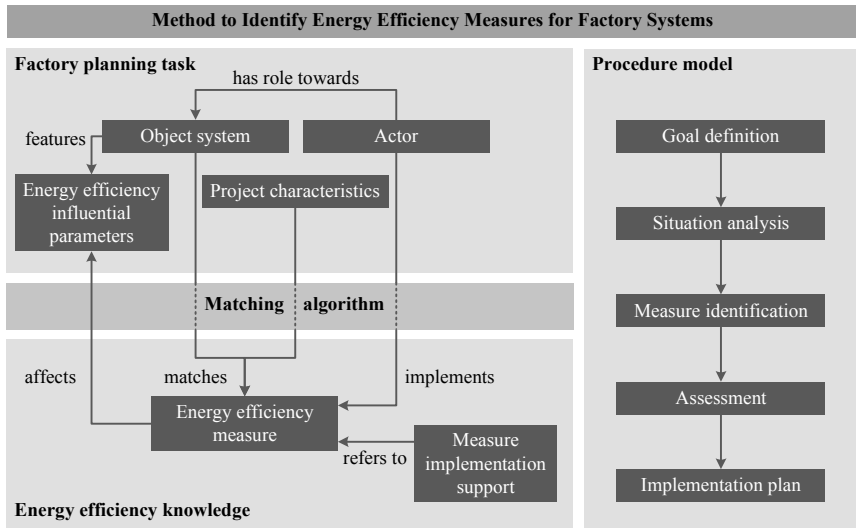 Method to Identify Energy Efficiency Measures for Factory Systems
Factory planning task
has role towards
features
Object system
Actor
Energy efficiency
influential
parameters
Project characteristics
Matching algorithm
affects
matches
implements
Energy efficiency
measure
refers to
Measure
implementation
support
Energy efficiency knowledge
Procedure model
Goal definition
Situation analysis
Measure identification
Assessment
Implementation plan